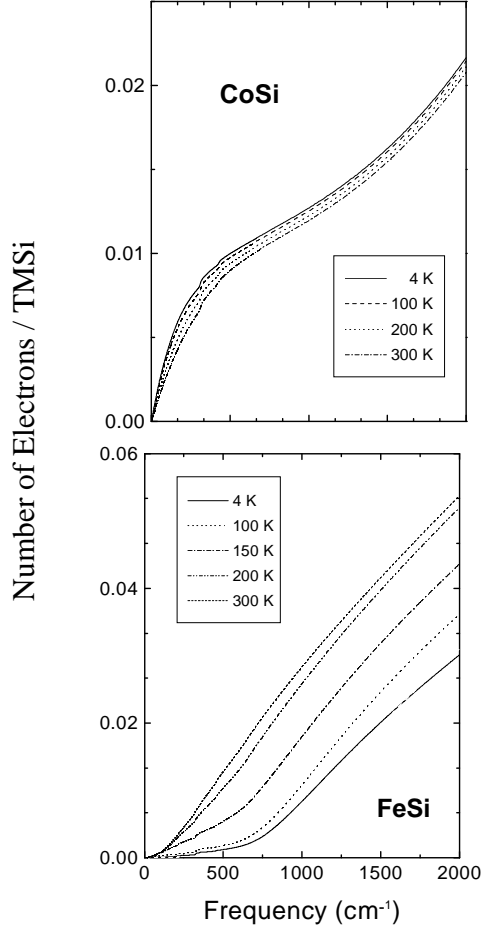 Number of Electrons / TMSi
0.02
0.01
0.00
CoSi
4 K
100 K
200 K
300 K
0.06
0.04
0.02
0.00
4 K
100 K
150 K
200 K
300 K
FeSi
0 500 1000 1500 2000
Frequency (cm⁻¹)